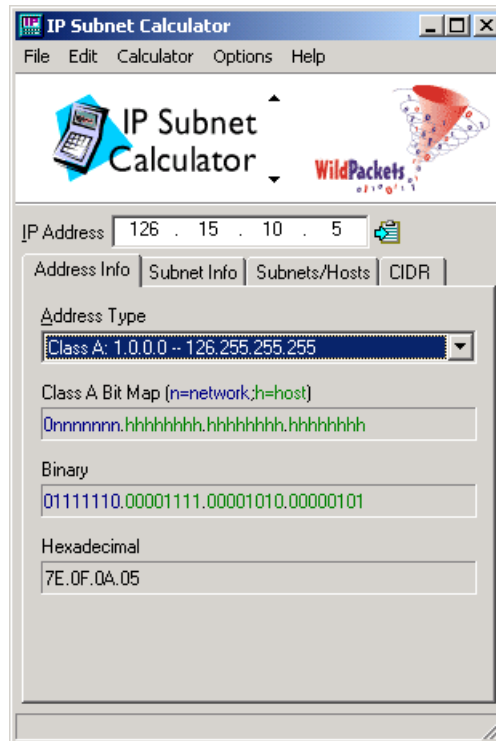 IP Subnet Calculator
File Edit Calculator Options Help
IP Subnet
Calculator
WildPackets
IP Address 126 . 15 . 10 . 5
Address Info Subnet Info Subnets/Hosts CIDR
Address Type
Class A: 1.0.0.0 -- 126.255.255.255
Class A Bit Map (n=network;h=host)
0nnnnnnn.hhhhhhhh.hhhhhhhh.hhhhhhhh
Binary
01111110.00001111.00001010.00000101
Hexadecimal
7E.0F.0A.05